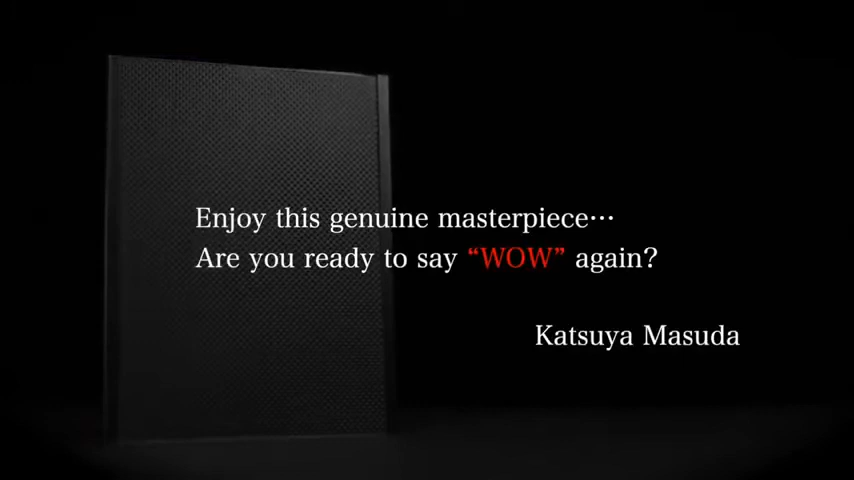 Enjoy this genuine masterpiece…
Are you ready to say “WOW” again?
Katsuya Masuda